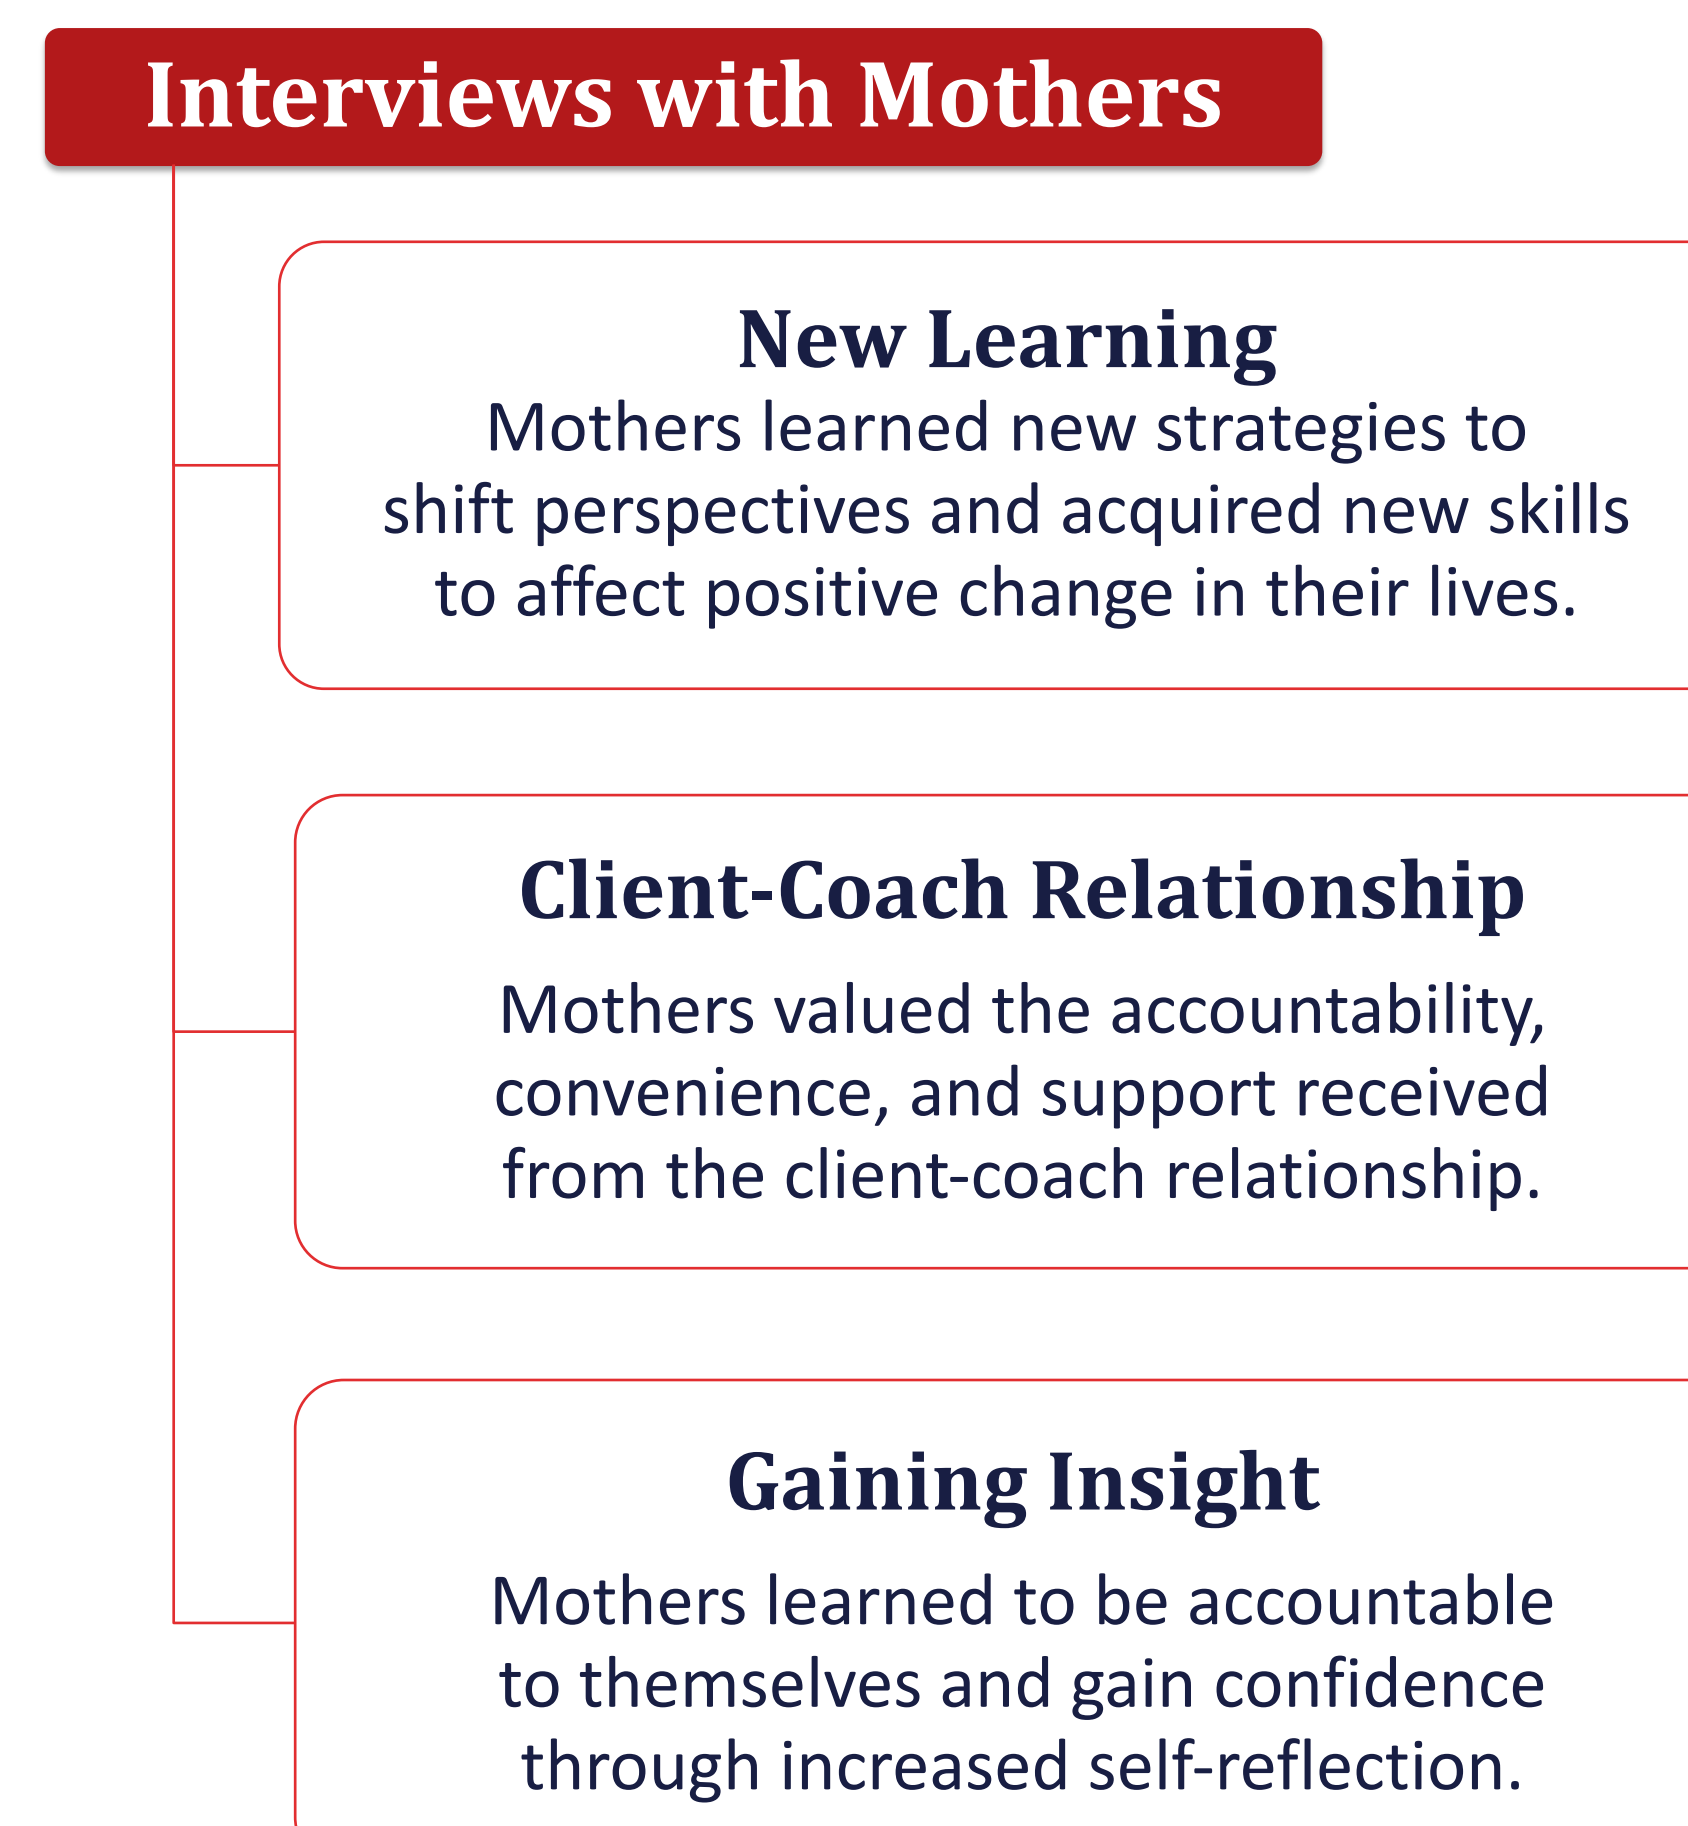 Interviews with Mothers
New Learning
Mothers learned new strategies to
shift perspectives and acquired new skills
to affect positive change in their lives.
Client-Coach Relationship
Mothers valued the accountability,
convenience, and support received
from the client-coach relationship.
Gaining Insight
Mothers learned to be accountable
to themselves and gain confidence
through increased self-reflection.